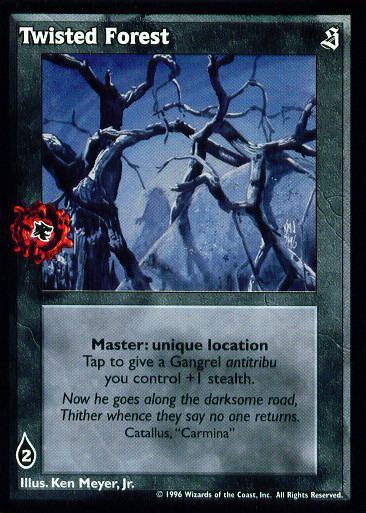 Twisted Forest
Master: unique location
Tap to give a Gangrel antitribu
you control +1 stealth.
Now he goes along the darksome road,
Thither whence they say no one returns.
Catallus, "Carmina"
2
Illus. Ken Meyer, Jr.
© 1996 Wizards of the Coast, Inc. All Rights Reserved.